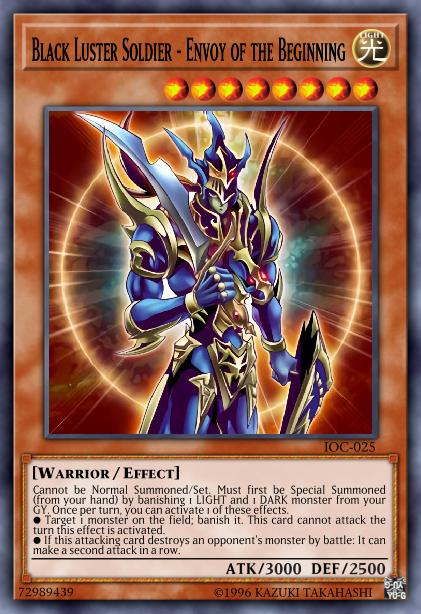 Black Luster Soldier - Envoy of the Beginning
LIGHT
光
IOC-025
[Warrior / Effect]
Cannot be Normal Summoned/Set. Must first be Special Summoned
(from your hand) by banishing 1 LIGHT and 1 DARK monster from your
GY. Once per turn, you can activate 1 of these effects.
● Target 1 monster on the field; banish it. This card cannot attack the
turn this effect is activated.
● If this attacking card destroys an opponent's monster by battle: It can
make a second attack in a row.
ATK/3000 DEF/2500
72989439
©1996 KAZUKI TAKAHASHI